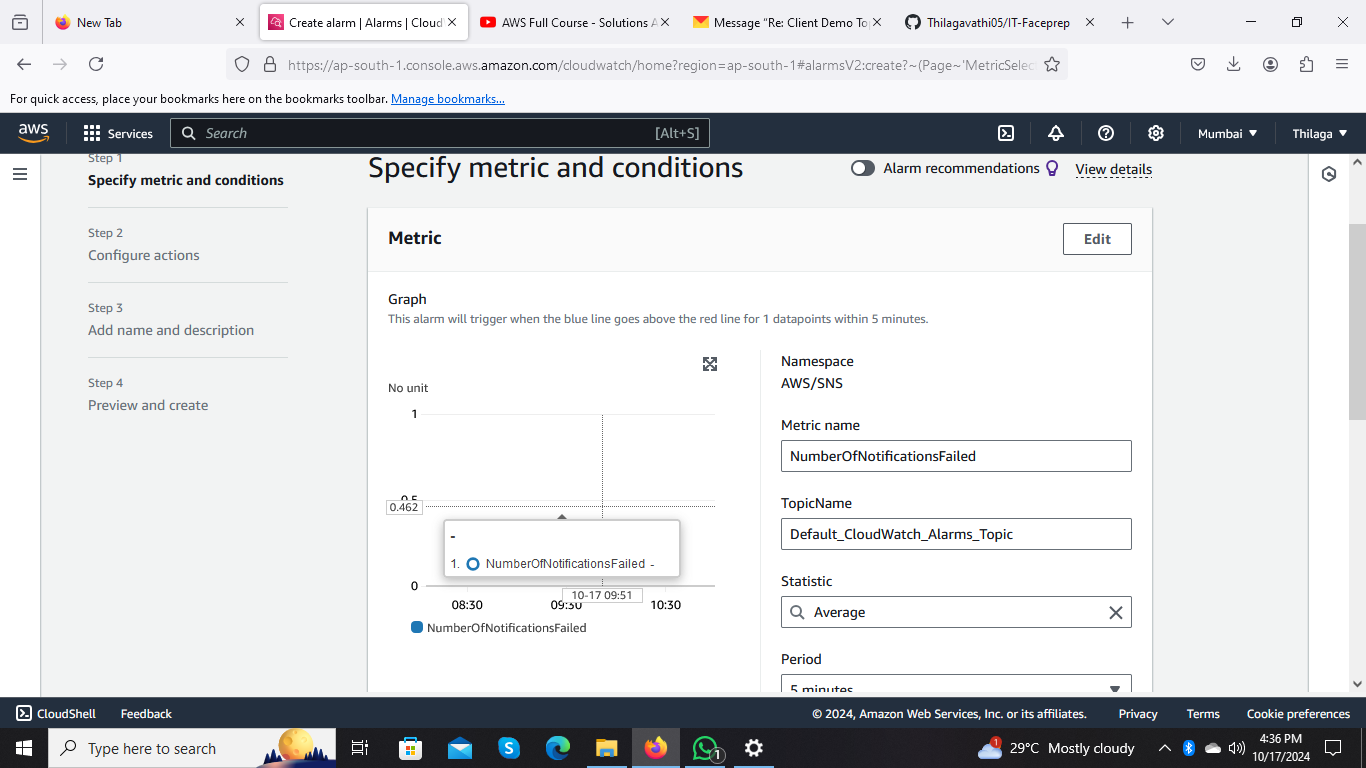 New Tab
Create alarm | Alarms | Cloud
AWS Full Course - Solutions A
Message "Re: Client Demo To
Thilagavathi05/IT-Faceprep
https://ap-south-1.console.aws.amazon.com/cloudwatch/home?region=ap-south-1#alarmsV2:create?~(Page~'MetricSelec
For quick access, place your bookmarks here on the bookmarks toolbar. Manage bookmarks...
aws
Services
Search
[Alt+S]
Mumbai
Thilaga
Step 1
Specify metric and conditions
Step 2
Configure actions
Step 3
Add name and description
Step 4
Preview and create
Specify metric and conditions
Alarm recommendations
View details
Metric
Edit
Graph
This alarm will trigger when the blue line goes above the red line for 1 datapoints within 5 minutes.
No unit
1
0.5
0.462
-
1. NumberOfNotificationsFailed -
0
10-17 09:51
08:30
09:30
10:30
NumberOfNotificationsFailed
Namespace
AWS/SNS
Metric name
NumberOfNotificationsFailed
TopicName
Default_CloudWatch_Alarms_Topic
Statistic
Average
Period
5 minutes
CloudShell
Feedback
© 2024, Amazon Web Services, Inc. or its affiliates.
Privacy
Terms
Cookie preferences
Type here to search
1
29°C Mostly cloudy
4:36 PM
10/17/2024